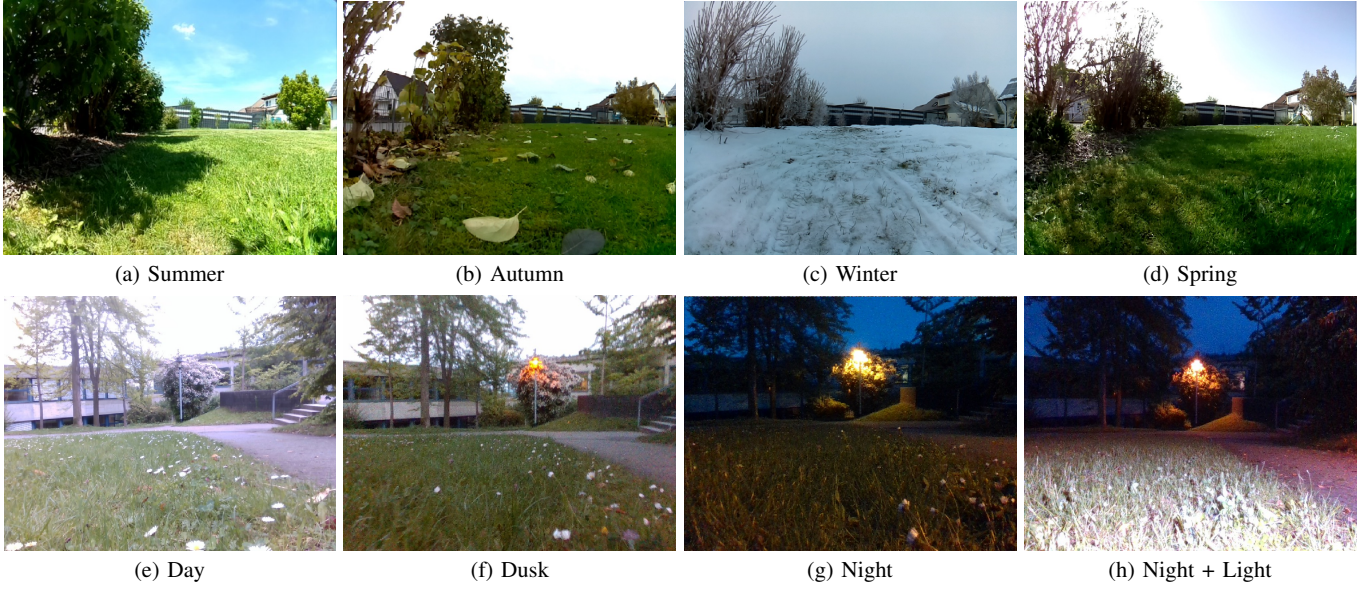 (a) Summer
(b) Autumn
(c) Winter
(d) Spring
(e) Day
(f) Dusk
(g) Night
(h) Night + Light